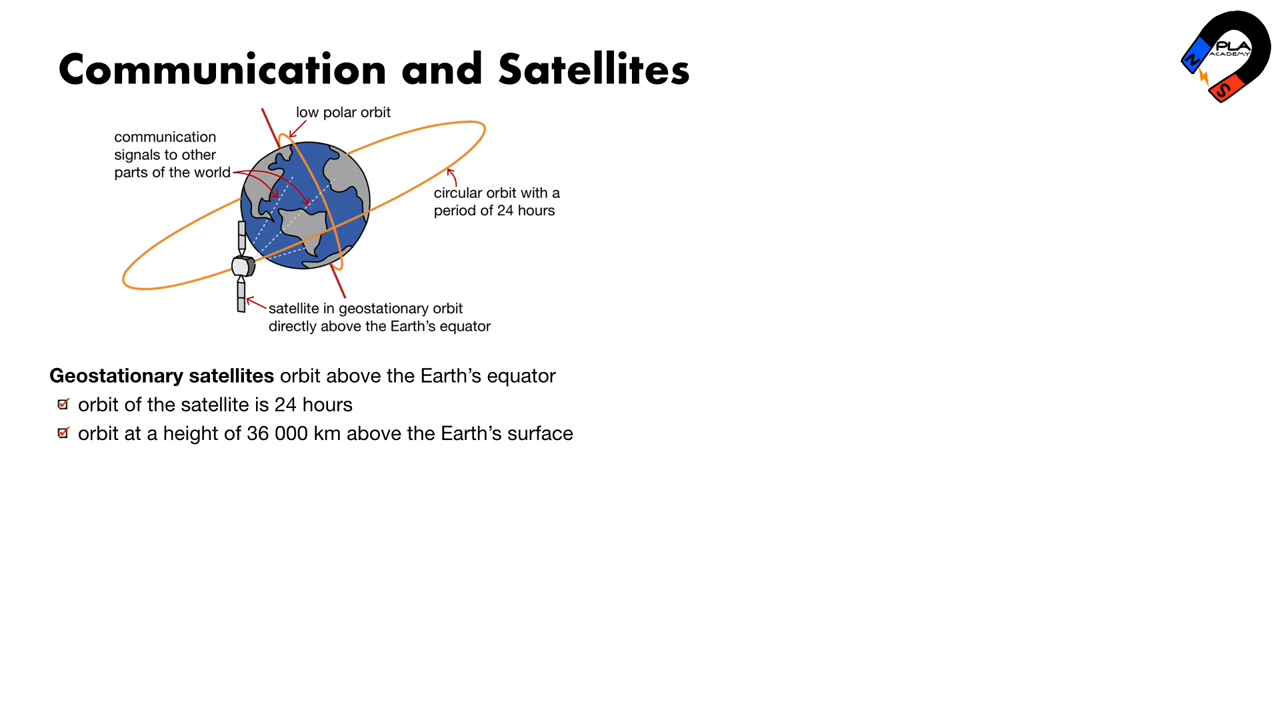 Communication and Satellites
PLA
ACADEMY
N
S
low polar orbit
communication
signals to other
parts of the world
circular orbit with a
period of 24 hours
satellite in geostationary orbit
directly above the Earth's equator
Geostationary satellites orbit above the Earth's equator
orbit of the satellite is 24 hours
orbit at a height of 36 000 km above the Earth's surface